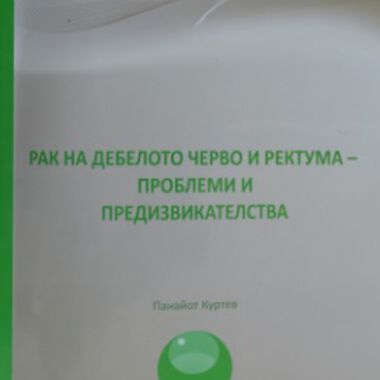 РАК НА ДЕБЕЛОТО ЧЕРВО И РЕКТУМА –
ПРОБЛЕМИ И
ПРЕДИЗВИКАТЕЛСТВА
Панайот Куртев